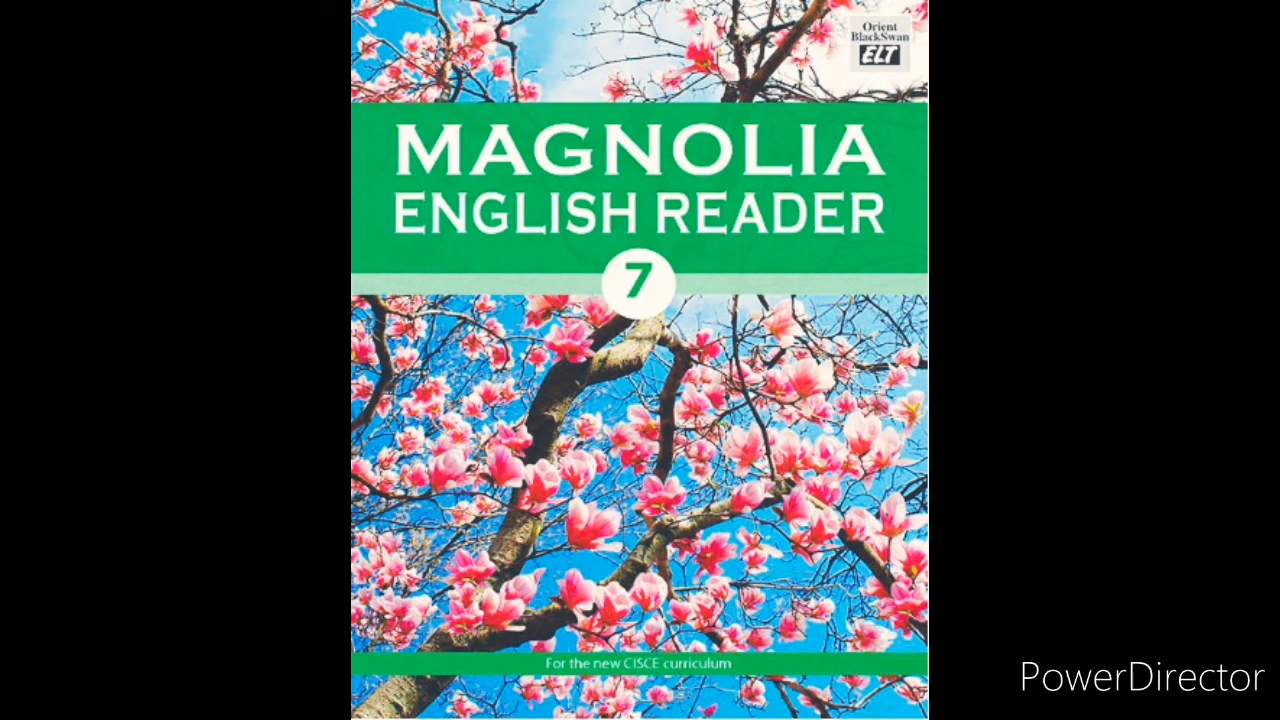 Orient
BlackSwan
ELT
MAGNOLIA
ENGLISH READER
7
For the new CISCE curriculum
PowerDirector